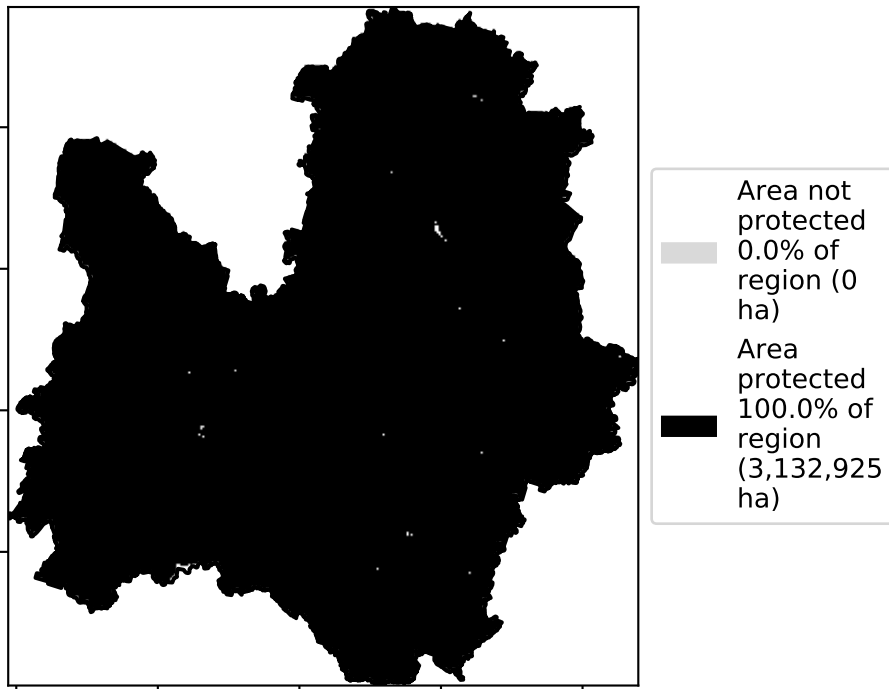 Area not
protected
0.0% of
region (0
ha)
Area
protected
100.0% of
region
(3,132,925
ha)